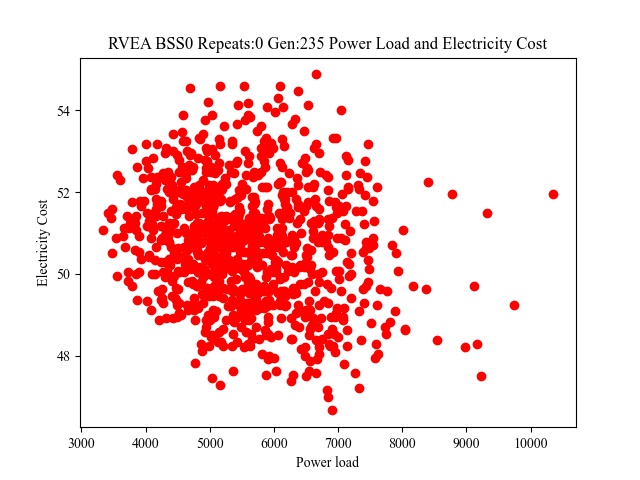 RVEA BSS0 Repeats:0 Gen:235 Power Load and Electricity Cost
54
52
50
48
Electricity Cost
3000 4000 5000 6000 7000 8000 9000 10000
Power load